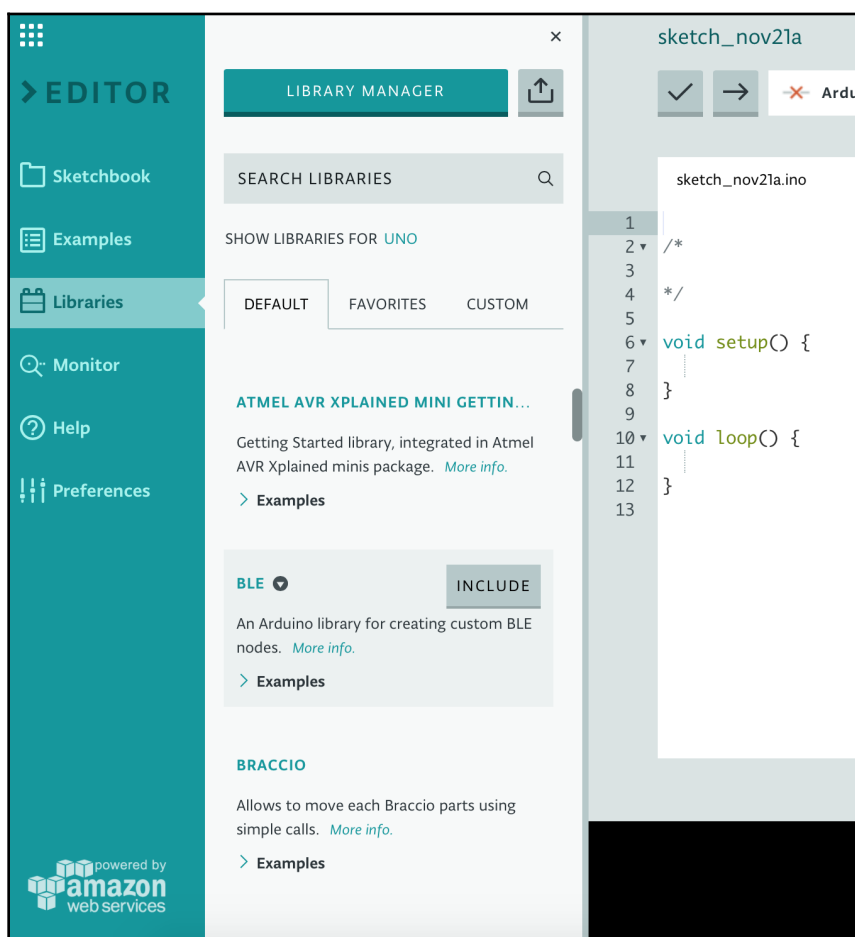 EDITOR
Sketchbook
Examples
Libraries
Monitor
Help
Preferences
powered by
amazon
web services
LIBRARY MANAGER
SEARCH LIBRARIES
SHOW LIBRARIES FOR UNO
DEFAULT FAVORITES CUSTOM
ATMEL AVR XPLAINED MINI GETTIN...
Getting Started library, integrated in Atmel
AVR Xplained minis package. More info.
Examples
BLE INCLUDE
An Arduino library for creating custom BLE
nodes. More info.
Examples
BRACCIO
Allows to move each Braccio parts using
simple calls. More info.
Examples
sketch_nov21a
Ardu
sketch_nov21a.ino
1
2 /*
3
4 */
5
6 void setup() {
7
8 }
9
10 void loop() {
11
12 }
13